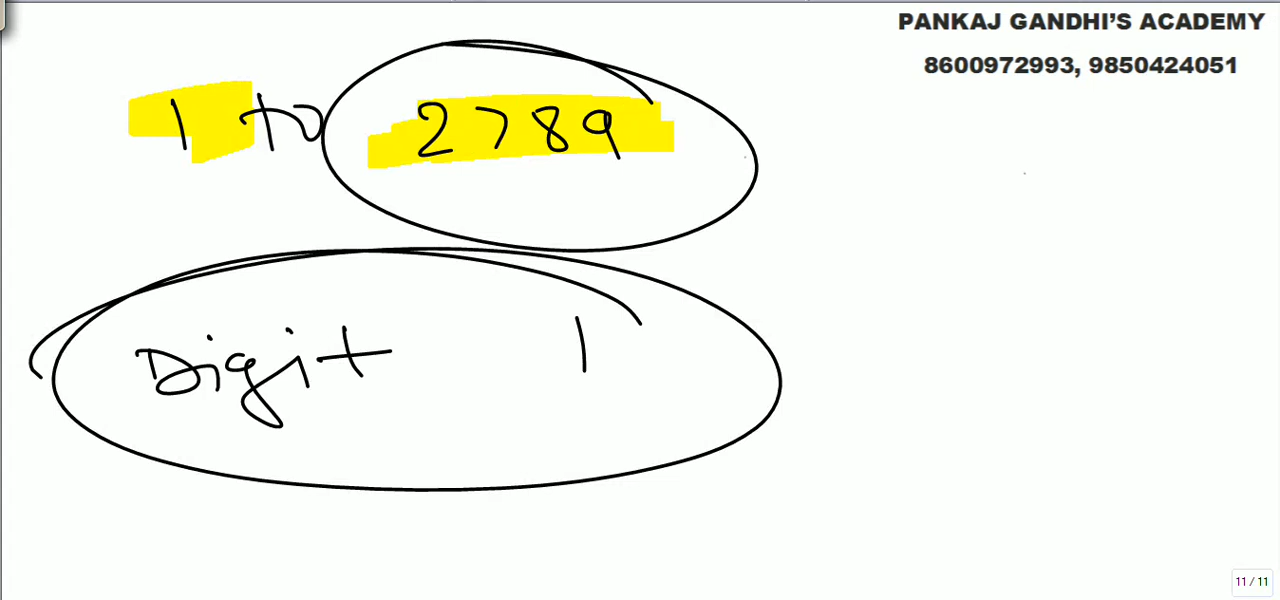 PANKAJ GANDHI'S ACADEMY
8600972993, 9850424051
1 to 2789
Digit 1
11 / 11